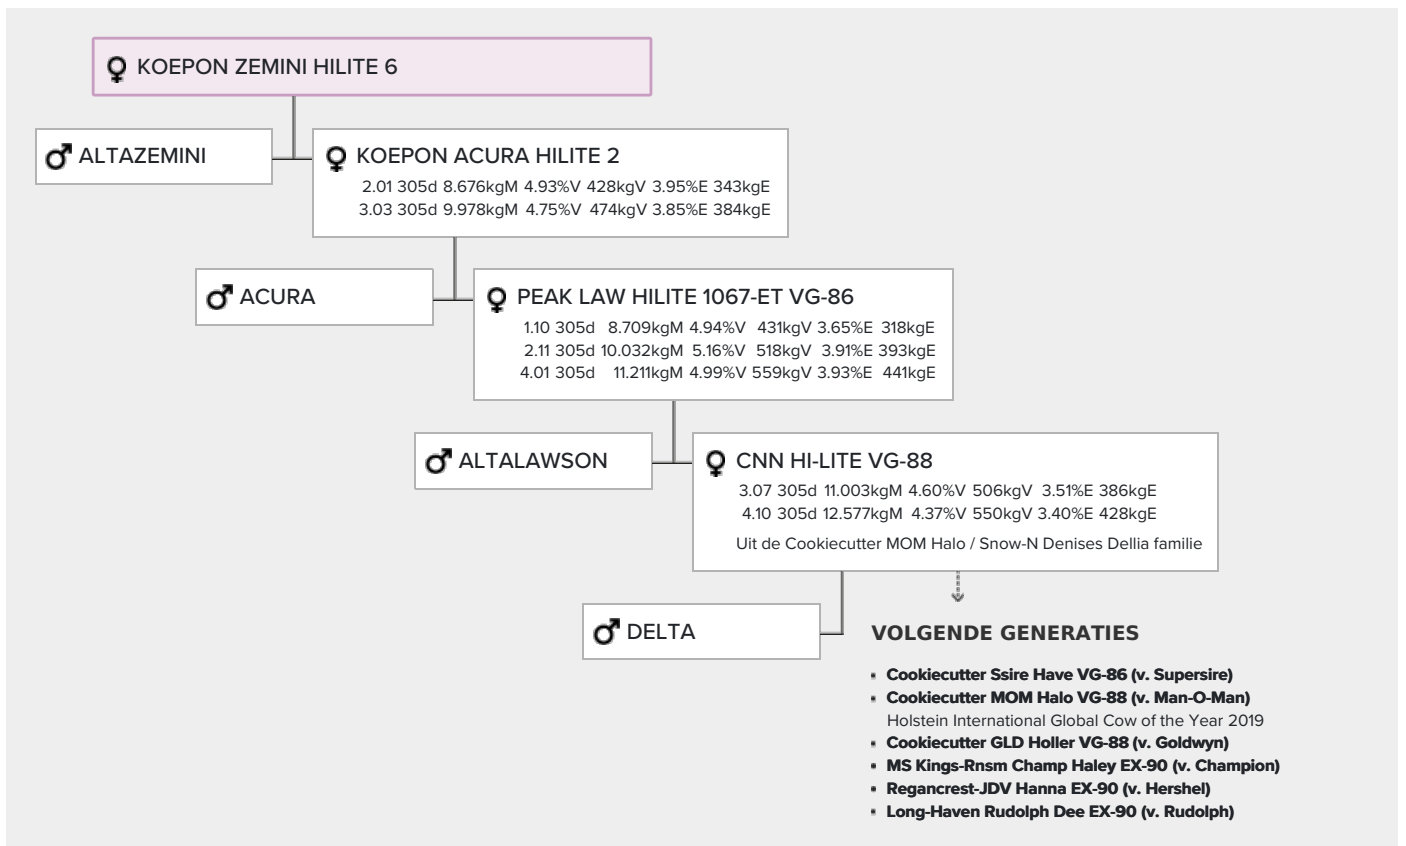 KOEPON ZEMINI HILITE 6
ALTAZEMINI
KOEPON ACURA HILITE 2
2.01 305d 8.676kgM 4.93%V 428kgV 3.95%E 343kgE
3.03 305d 9.978kgM 4.75%V 474kgV 3.85%E 384kgE
ACURA
PEAK LAW HILITE 1067-ET VG-86
1.10 305d 8.709kgM 4.94%V 431kgV 3.65%E 318kgE
2.11 305d 10.032kgM 5.16%V 518kgV 3.91%E 393kgE
4.01 305d 11.211kgM 4.99%V 559kgV 3.93%E 441kgE
ALTALAWSON
CNN HI-LITE VG-88
3.07 305d 11.003kgM 4.60%V 506kgV 3.51%E 386kgE
4.10 305d 12.577kgM 4.37%V 550kgV 3.40%E 428kgE
Uit de Cookiecutter MOM Halo / Snow-N Denises Dellia familie
DELTA
VOLGENDE GENERATIES
Cookiecutter Ssire Have VG-86 (v. Supersire)
Cookiecutter MOM Halo VG-88 (v. Man-O-Man)
Holstein International Global Cow of the Year 2019
Cookiecutter GLD Holler VG-88 (v. Goldwyn)
MS Kings-Rnsm Champ Haley EX-90 (v. Champion)
Regancrest-JDV Hanna EX-90 (v. Hershel)
Long-Haven Rudolph Dee EX-90 (v. Rudolph)